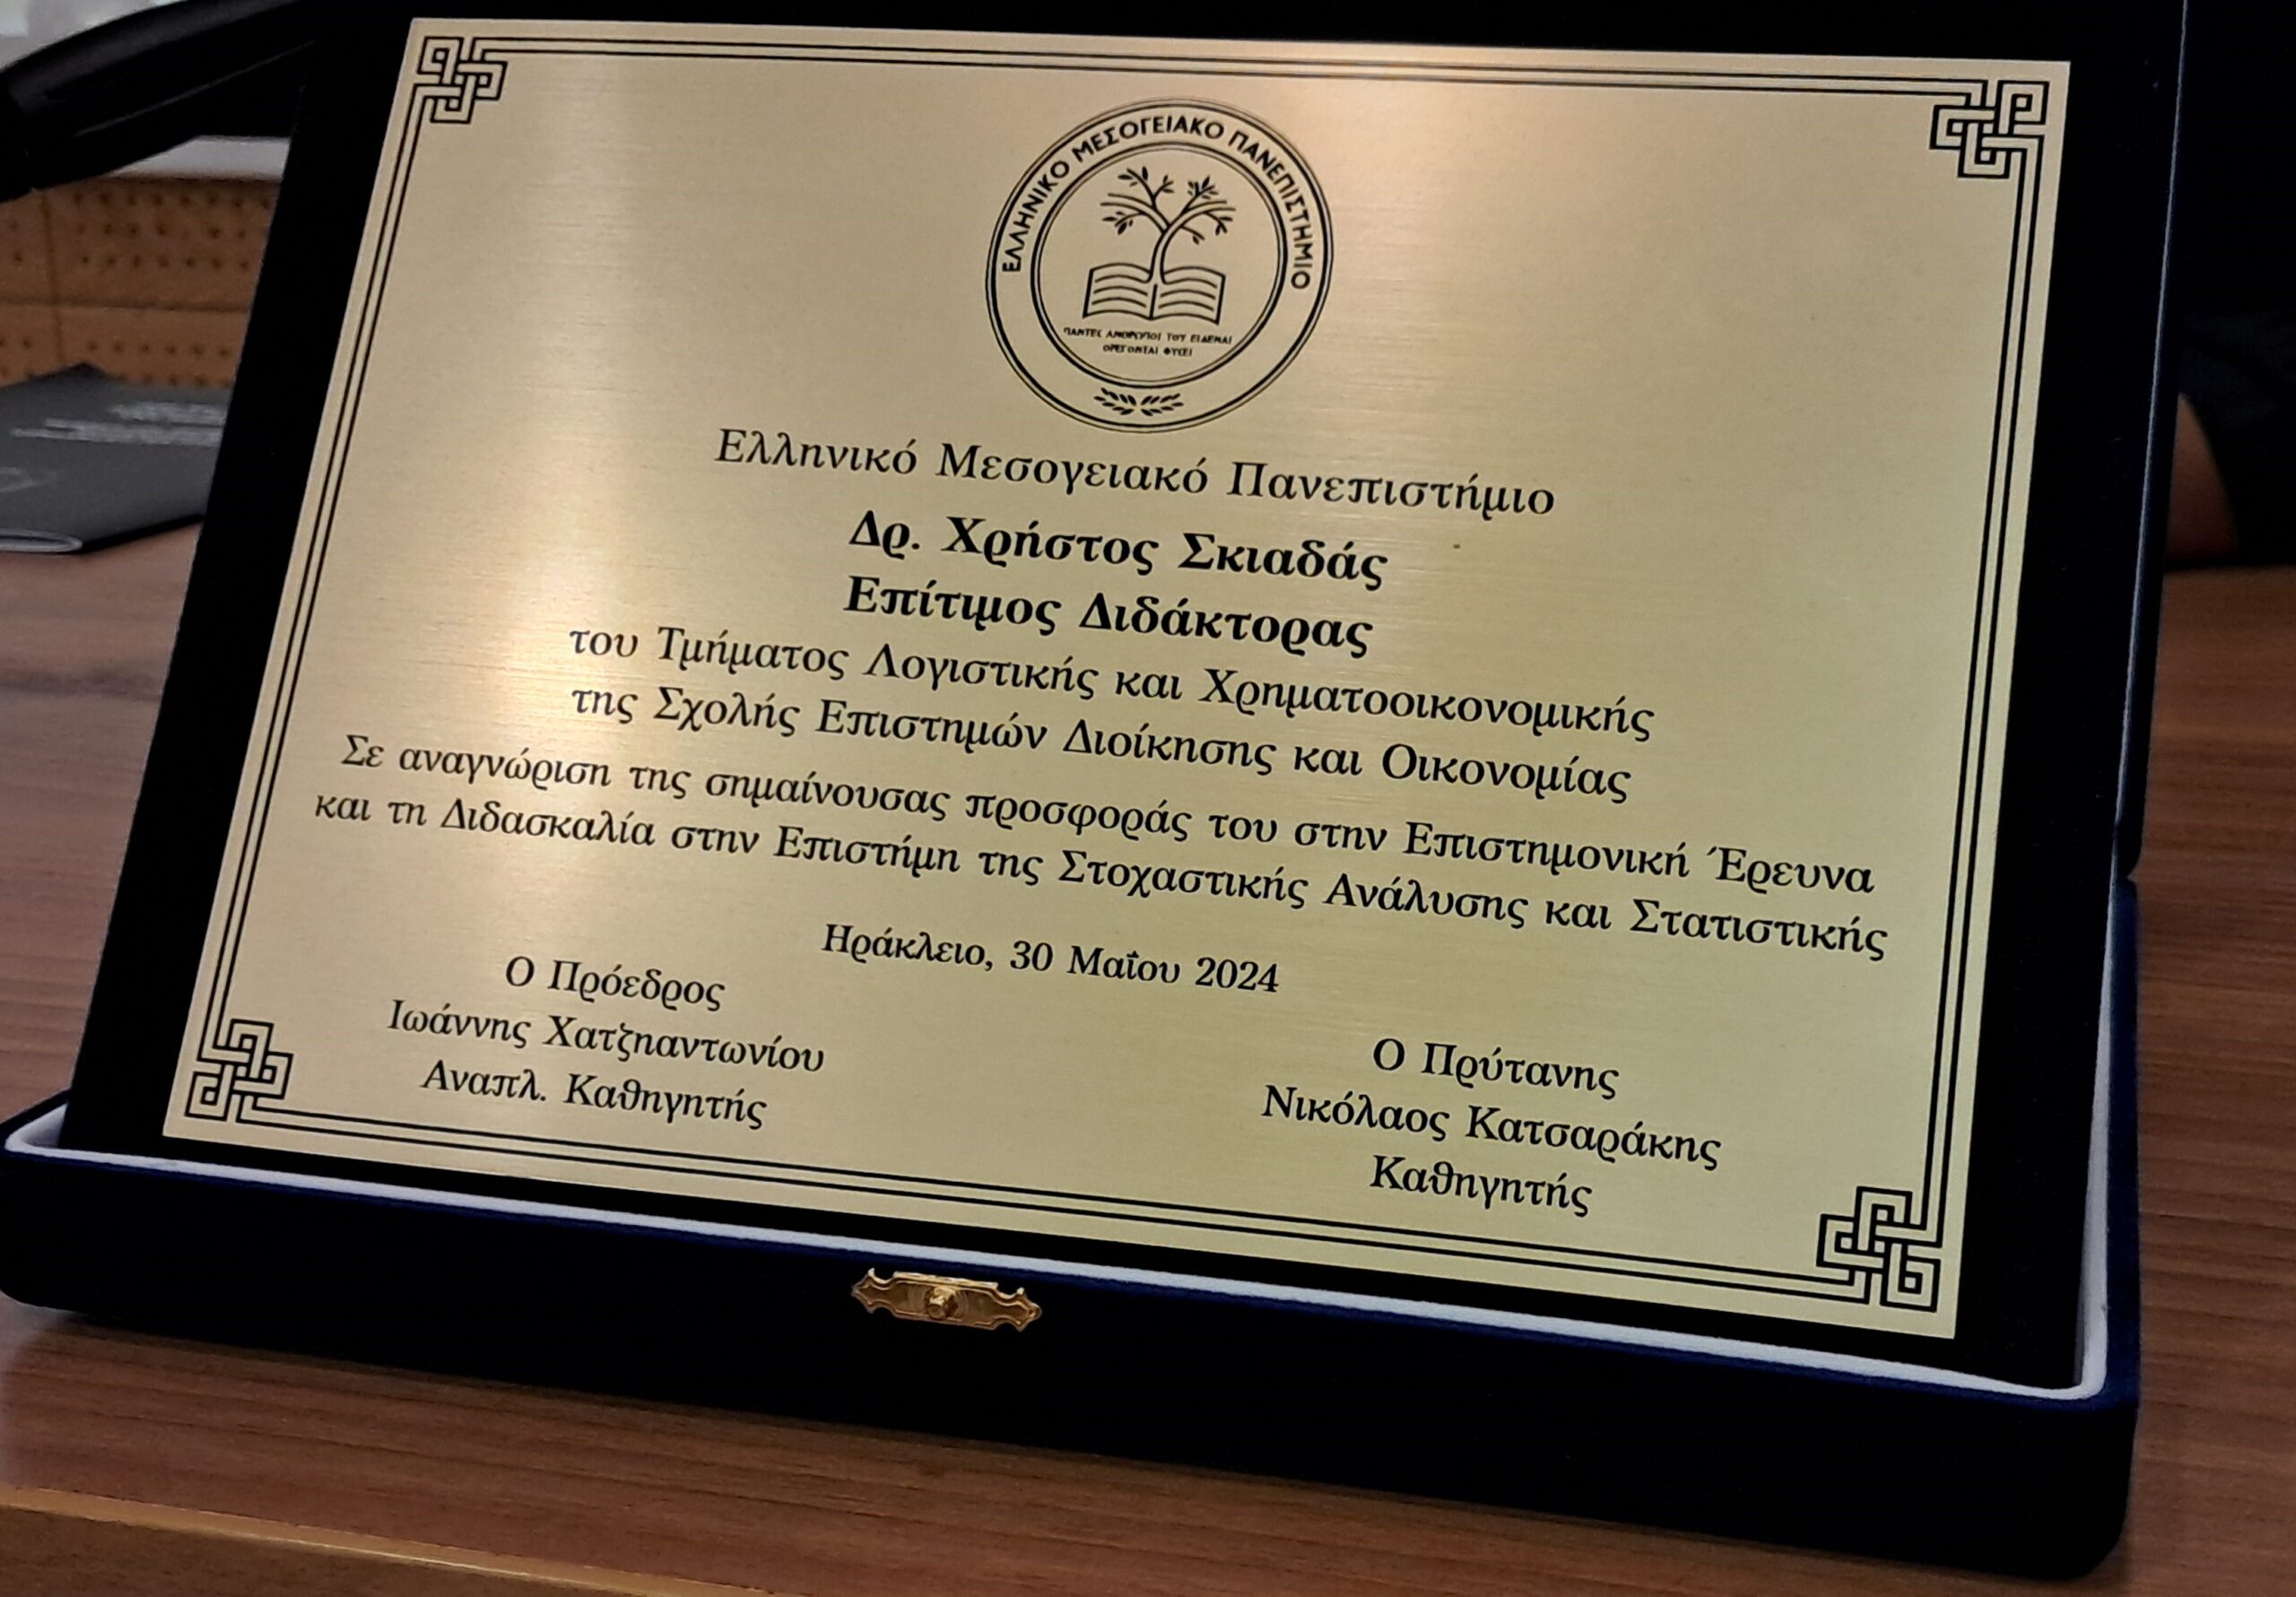 ΕΛΛΗΝΙΚΟ ΜΕΣΟΓΕΙΑΚΟ ΠΑΝΕΠΙΣΤΗΜΙΟ
ΠΑΝΤΕΣ ΑΝΘΡΩΠΟΙ ΤΟΥ ΕΙΔΕΝΑΙ
ΟΡΕΓΟΝΤΑΙ ΦΥΣΕΙ
Ελληνικό Μεσογειακό Πανεπιστήμιο
Δρ. Χρήστος Σκιαδάς
Επίτιμος Διδάκτορας
του Τμήματος Λογιστικής και Χρηματοοικονομικής
της Σχολής Επιστημών Διοίκησης και Οικονομίας
Σε αναγνώριση της σημαίνουσας προσφοράς του στην Επιστημονική Έρευνα
και τη Διδασκαλία στην Επιστήμη της Στοχαστικής Ανάλυσης και Στατιστικής
Ηράκλειο, 30 Μαΐου 2024
Ο Πρόεδρος
Ιωάννης Χατζηαντωνίου
Αναπλ. Καθηγητής
Ο Πρύτανης
Νικόλαος Κατσαράκης
Καθηγητής